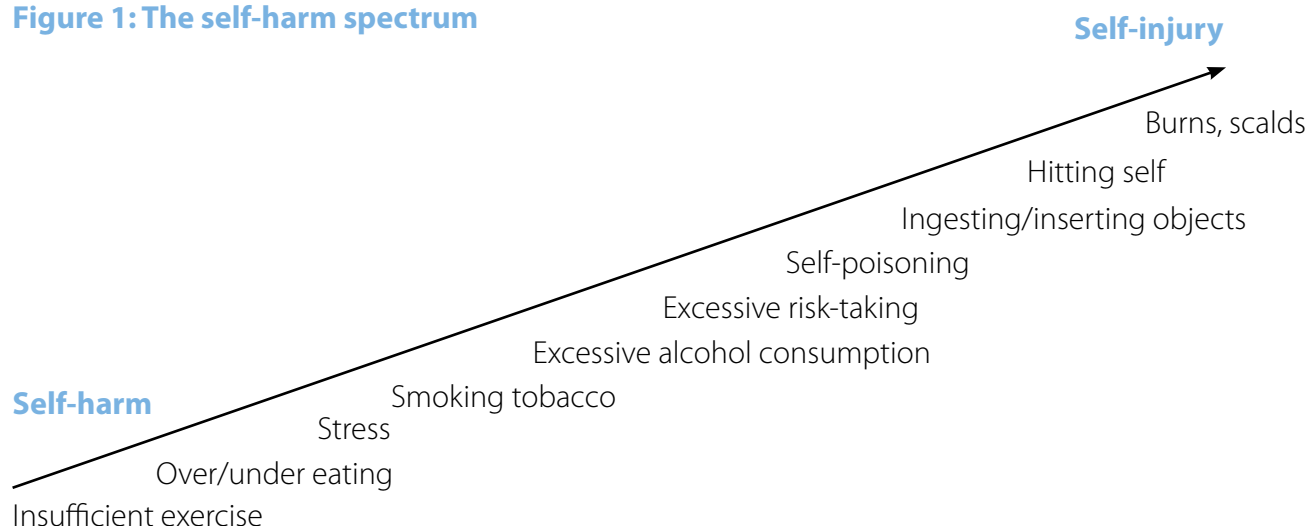 Figure 1: The self-harm spectrum
Self-injury
Burns, scalds
Hitting self
Ingesting/inserting objects
Self-poisoning
Excessive risk-taking
Excessive alcohol consumption
Smoking tobacco
Self-harm
Stress
Over/under eating
Insufficient exercise